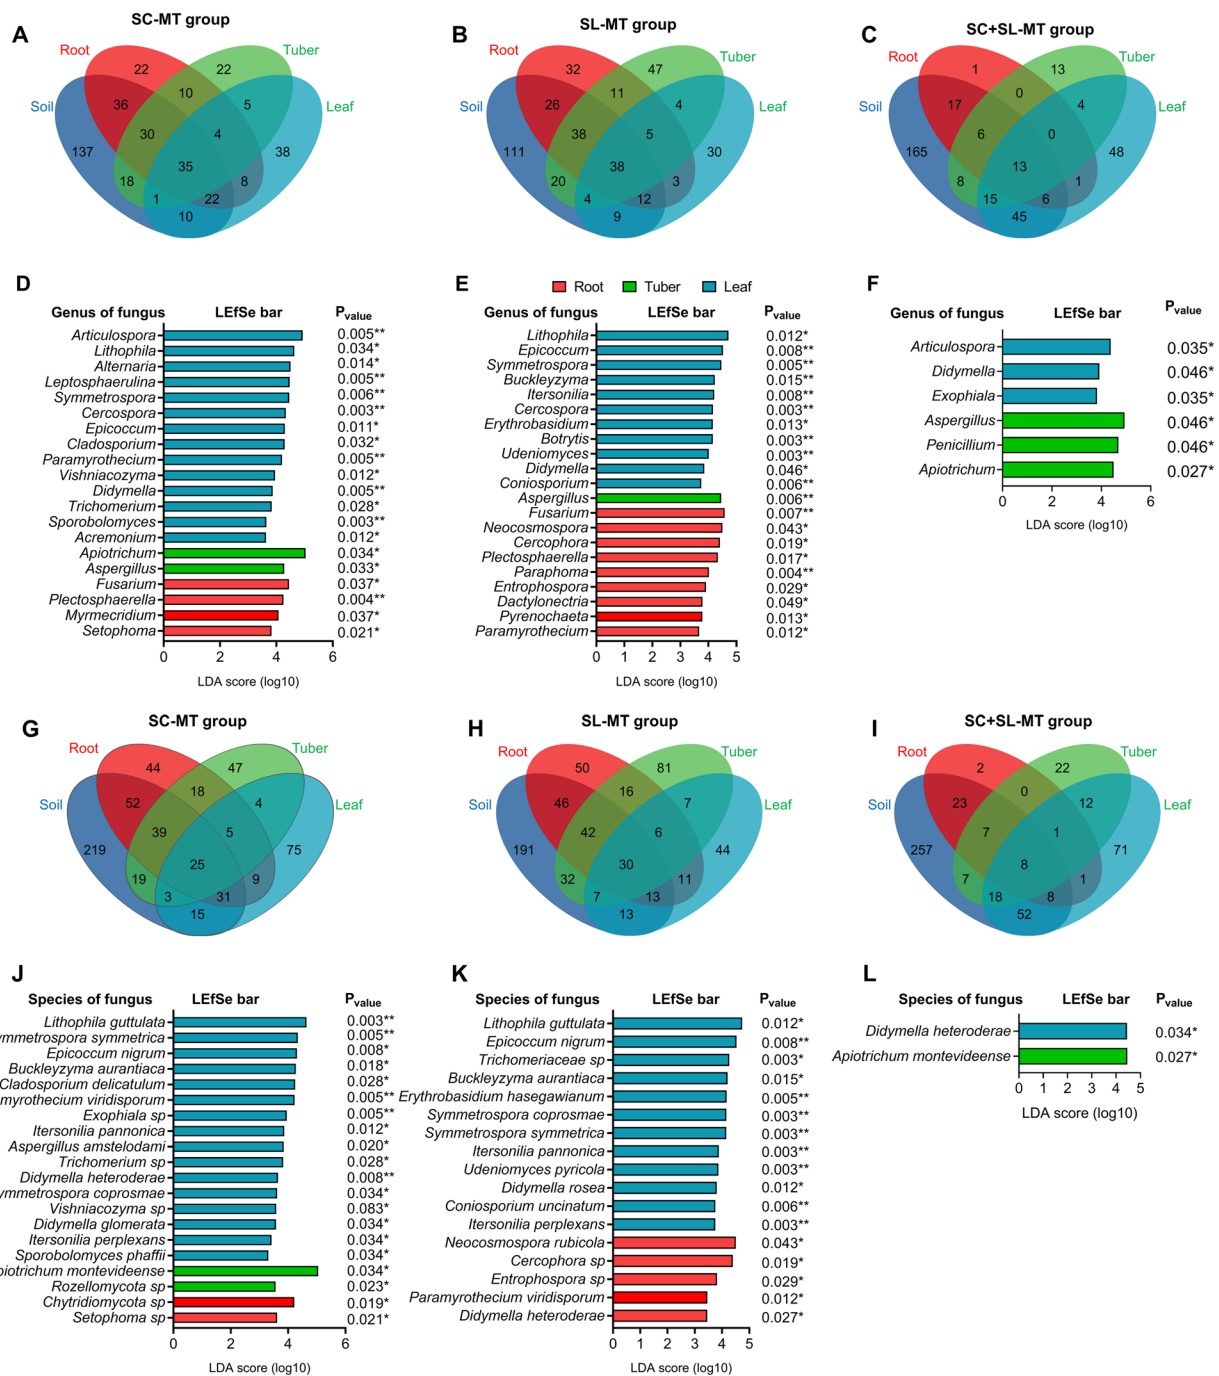 A
SC-MT group
Root
Tuber
Soil
Leaf
22
22
10
36
5
30
4
137
35
38
18
8
1
22
10
B
SL-MT group
Root
Tuber
Soil
Leaf
32
47
11
26
4
38
5
111
38
30
20
3
4
12
9
C
SC+SL-MT group
Root
Tuber
Soil
Leaf
1
13
0
17
4
6
0
165
13
48
8
1
15
6
45
D
Genus of fungus LEfSe bar Pvalue
Articulospora 0.005**
Lithophila 0.034*
Alternaria 0.014*
Leptosphaerulina 0.005**
Symmetrospora 0.006**
Cercospora 0.003**
Epicoccum 0.011*
Cladosporium 0.032*
Paramyrothecium 0.005**
Vishniacozyma 0.012*
Didymella 0.005**
Trichomerium 0.028*
Sporobolomyces 0.003**
Acremonium 0.012*
Apiotrichum 0.034*
Aspergillus 0.033*
Fusarium 0.037*
Plectosphaerella 0.004**
Myrmecridium 0.037*
Setophoma 0.021*
0 2 4 6
LDA score (log10)
E
Root Tuber Leaf
Genus of fungus LEfSe bar Pvalue
Lithophila 0.012*
Epicoccum 0.008**
Symmetrospora 0.005**
Buckleyzyma 0.015**
Itersonilia 0.008**
Cercospora 0.003**
Erythrobasidium 0.013*
Botrytis 0.003**
Udeniomyces 0.003**
Didymella 0.046*
Coniosporium 0.006**
Aspergillus 0.006**
Fusarium 0.007**
Neocosmospora 0.043*
Cercophora 0.019*
Plectosphaerella 0.017*
Paraphoma 0.004**
Entrophospora 0.029*
Dactylonectria 0.049*
Pyrenochaeta 0.013*
Paramyrothecium 0.012*
0 1 2 3 4 5
LDA score (log10)
F
Genus of fungus LEfSe bar Pvalue
Articulospora 0.035*
Didymella 0.046*
Exophiala 0.035*
Aspergillus 0.046*
Penicillium 0.046*
Apiotrichum 0.027*
0 2 4 6
LDA score (log10)
G
SC-MT group
Root
Tuber
Soil
Leaf
44
47
18
52
4
39
5
219
25
75
19
9
3
31
15
H
SL-MT group
Root
Tuber
Soil
Leaf
50
81
16
46
7
42
6
191
30
44
32
11
7
13
13
I
SC+SL-MT group
Root
Tuber
Soil
Leaf
2
22
0
23
12
7
1
257
8
71
7
1
18
8
52
J
Species of fungus LEfSe bar Pvalue
Lithophila guttulata 0.003**
ymmetrospora symmetrica 0.005**
Epicoccum nigrum 0.008*
Buckleyzyma aurantiaca 0.018*
Cladosporium delicatulum 0.028*
myrothecium viridisporum 0.005**
Exophiala sp 0.005**
Itersonilia pannonica 0.012*
Aspergillus amstelodami 0.020*
Trichomerium sp 0.028*
Didymella heteroderae 0.008**
ymmetrospora coprosmae 0.034*
Vishniacozyma sp 0.083*
Didymella glomerata 0.034*
Itersonilia perplexans 0.034*
Sporobolomyces phaffii 0.034*
piotrichum montevideense 0.034*
Rozellomycota sp 0.023*
Chytridiomycota sp 0.019*
Setophoma sp 0.021*
0 2 4 6
LDA score (log10)
K
Species of fungus LEfSe bar Pvalue
Lithophila guttulata 0.012*
Epicoccum nigrum 0.008**
Trichomeriaceae sp 0.003*
Buckleyzyma aurantiaca 0.015*
Erythrobasidium hasegawianum 0.005**
Symmetrospora coprosmae 0.003**
Symmetrospora symmetrica 0.003**
Itersonilia pannonica 0.003**
Udeniomyces pyricola 0.003**
Didymella rosea 0.012*
Coniosporium uncinatum 0.006**
Itersonilia perplexans 0.003**
Neocosmospora rubicola 0.043*
Cercophora sp 0.019*
Entrophospora sp 0.029*
Paramyrothecium viridisporum 0.012*
Didymella heteroderae 0.027*
0 1 2 3 4 5
LDA score (log10)
L
Species of fungus LEfSe bar Pvalue
Didymella heteroderae 0.034*
Apiotrichum montevideense 0.027*
0 1 2 3 4 5
LDA score (log10)